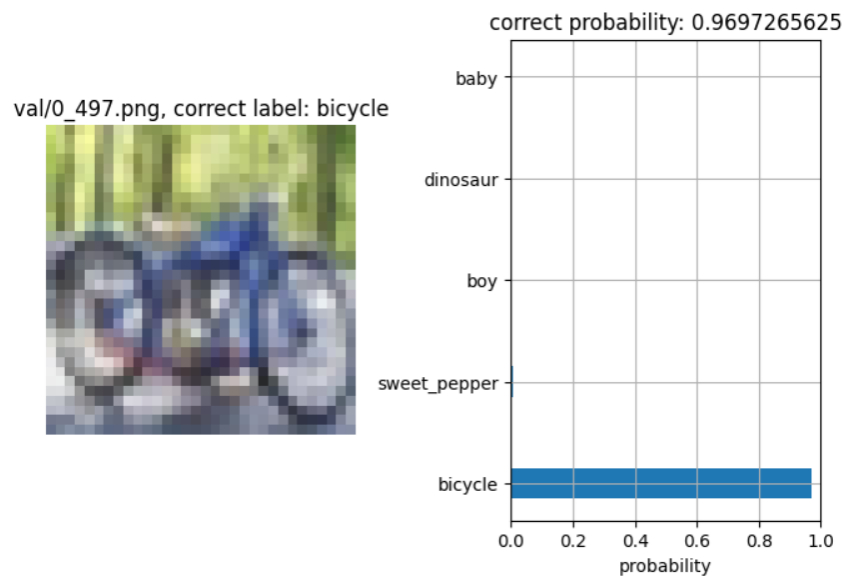 val/0_497.png, correct label: bicycle
correct probability: 0.9697265625
baby
dinosaur
boy
sweet_pepper
bicycle
0.0 0.2 0.4 0.6 0.8 1.0
probability